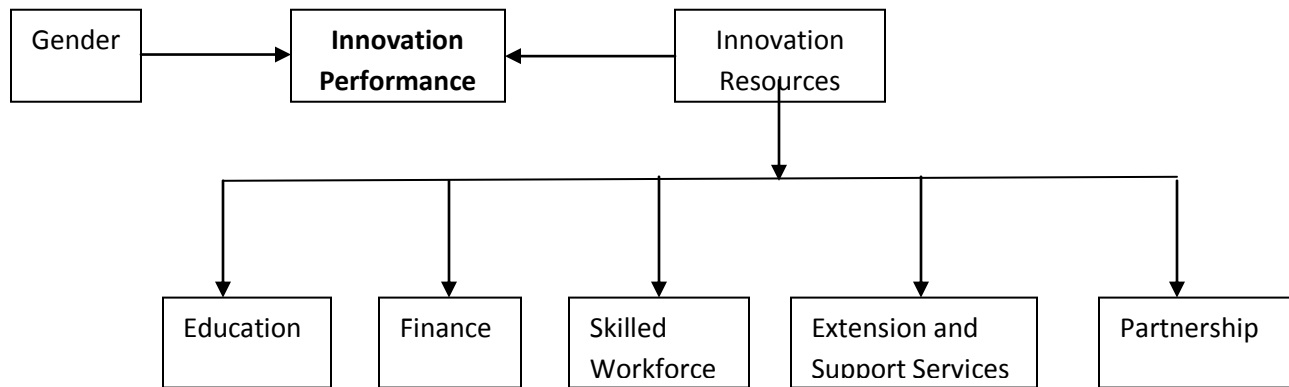 Gender
Innovation
Performance
Innovation
Resources
Education
Finance
Skilled
Workforce
Extension and
Support Services
Partnership